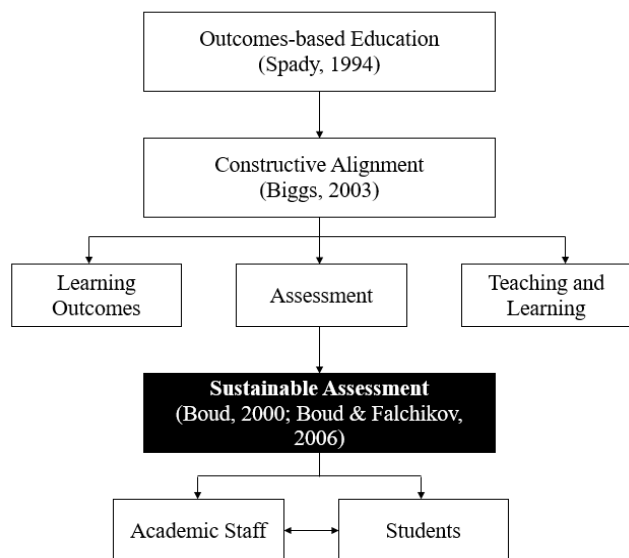 Outcomes-based Education
(Spady, 1994)
Constructive Alignment
(Biggs, 2003)
Learning
Outcomes
Assessment
Teaching and
Learning
Sustainable Assessment
(Boud, 2000; Boud & Falchikov,
2006)
Academic Staff
Students